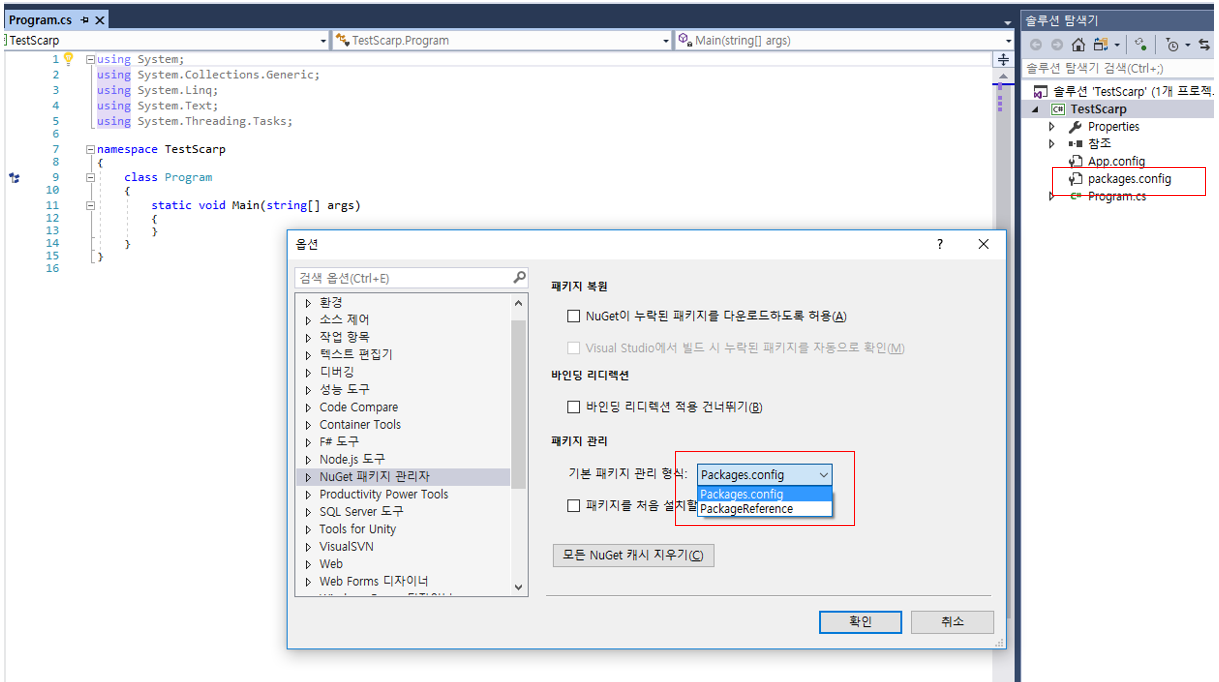 Program.cs
TestScarp
TestScarp.Program
Main(string[] args)
1 using System;
2 using System.Collections.Generic;
3 using System.Linq;
4 using System.Text;
5 using System.Threading.Tasks;
6
7 namespace TestScarp
8 {
9 class Program
10 {
11 static void Main(string[] args)
12 {
13 }
14 }
15 }
16
옵션
?
검색 옵션(Ctrl+E)
환경
소스 제어
작업 항목
텍스트 편집기
디버깅
성능 도구
Code Compare
Container Tools
F# 도구
Node.js 도구
NuGet 패키지 관리자
Productivity Power Tools
SQL Server 도구
Tools for Unity
VisualSVN
Web
Web Forms 디자이너
패키지 복원
NuGet이 누락된 패키지를 다운로드하도록 허용(A)
Visual Studio에서 빌드 시 누락된 패키지를 자동으로 확인(M)
바인딩 리디렉션
바인딩 리디렉션 적용 건너뛰기(B)
패키지 관리
기본 패키지 관리 형식: Packages.config
Packages.config
PackageReference
패키지를 처음 설치할
모든 NuGet 캐시 지우기(C)
확인
취소
솔루션 탐색기
솔루션 탐색기 검색(Ctrl+;)
솔루션 'TestScarp' (1개 프로젝
C# TestScarp
Properties
참조
App.config
packages.config
C# Program.cs